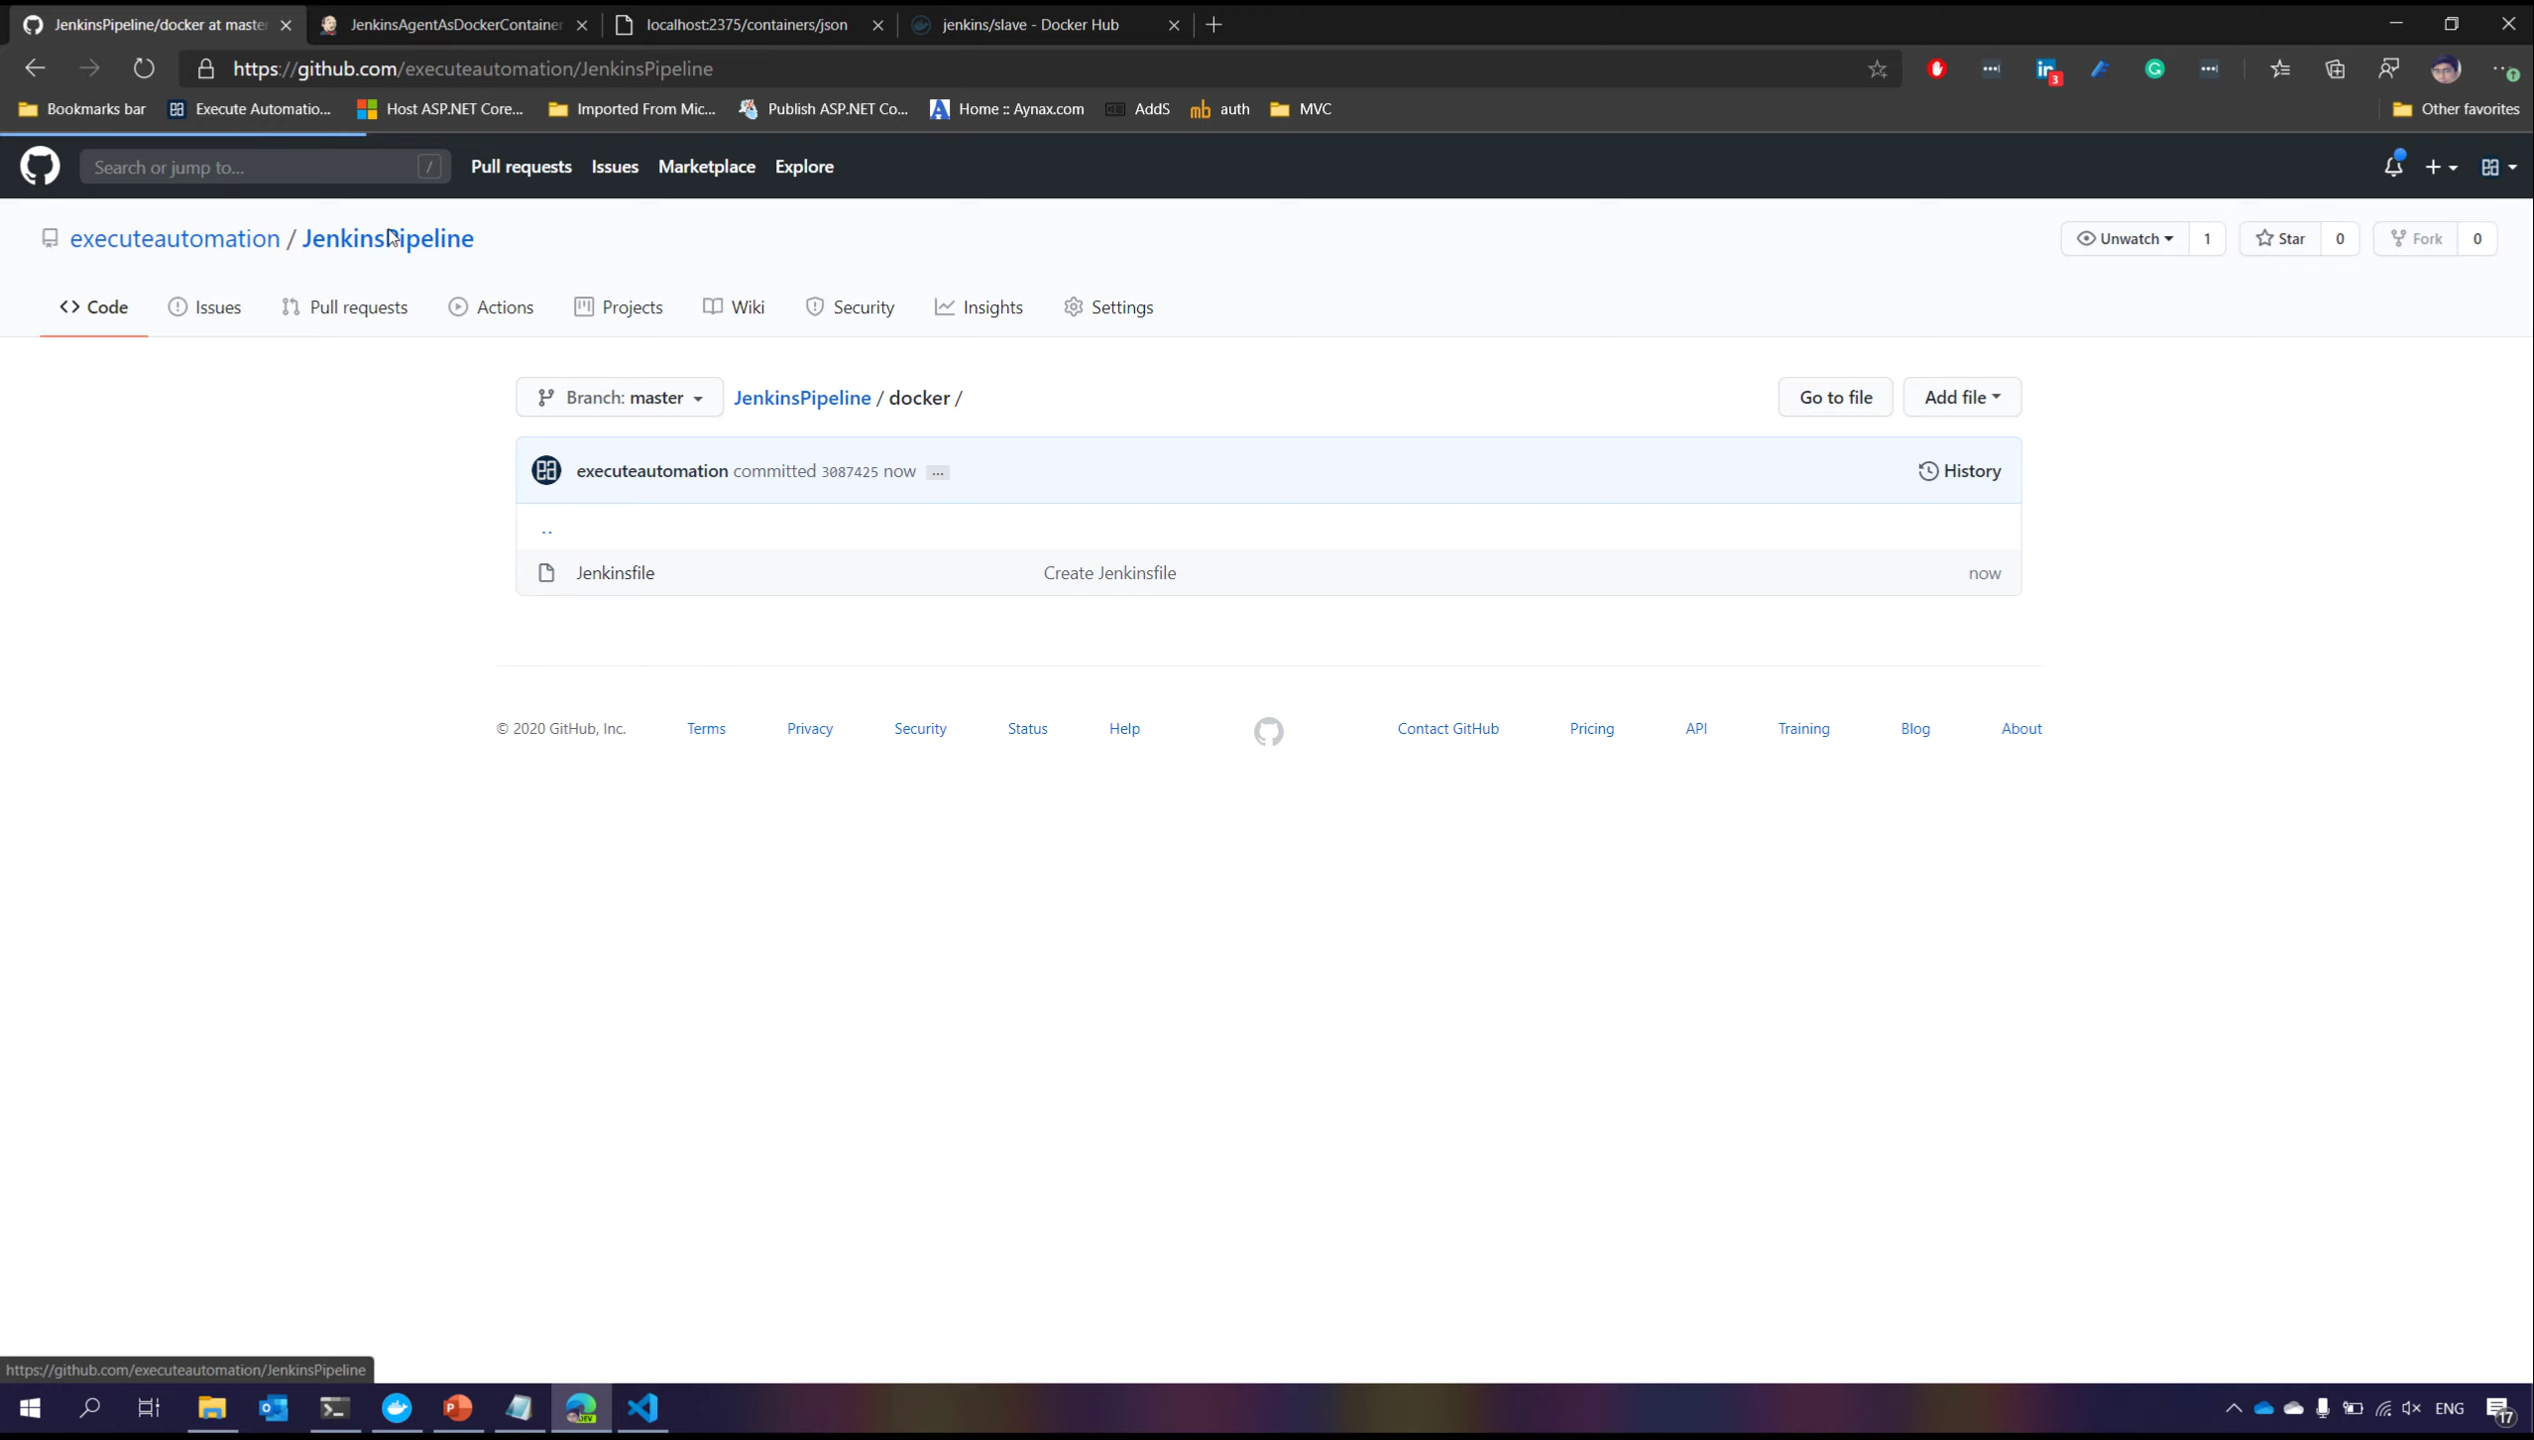 JenkinsPipeline/docker at master
JenkinsAgentAsDockerContainer
localhost:2375/containers/json
jenkins/slave - Docker Hub
https://github.com/executeautomation/JenkinsPipeline
3
Bookmarks bar
Execute Automatio...
Host ASP.NET Core...
Imported From Mic...
Publish ASP.NET Co...
Home :: Aynax.com
AddS
auth
MVC
Other favorites
Search or jump to...
/
Pull requests
Issues
Marketplace
Explore
executeautomation / JenkinsPipeline
Unwatch 1
Star 0
Fork 0
Code
Issues
Pull requests
Actions
Projects
Wiki
Security
Insights
Settings
Branch: master
JenkinsPipeline / docker /
Go to file
Add file
executeautomation committed 3087425 now ...
History
..
Jenkinsfile
Create Jenkinsfile
now
© 2020 GitHub, Inc.
Terms
Privacy
Security
Status
Help
Contact GitHub
Pricing
API
Training
Blog
About
https://github.com/executeautomation/JenkinsPipeline
DEV
ENG
17